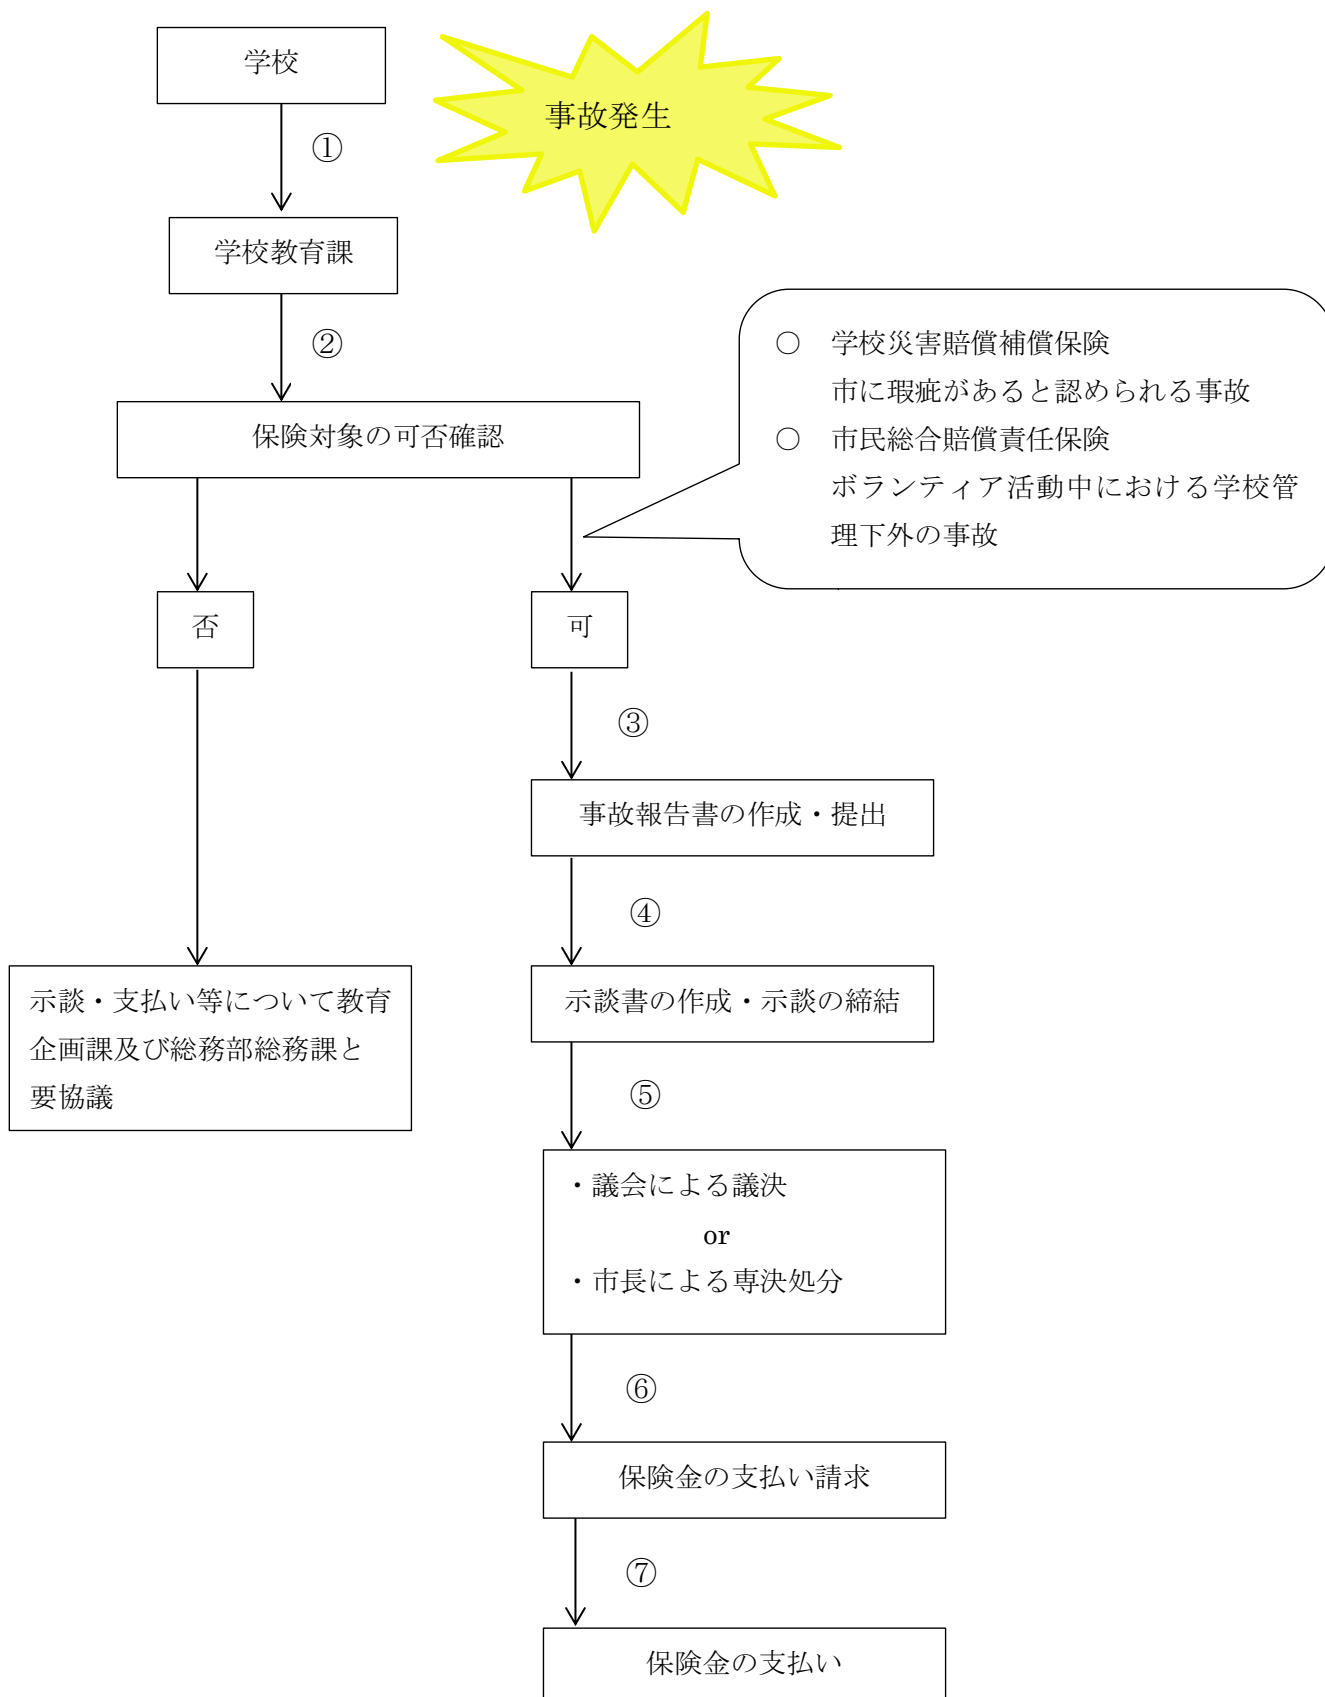 学校
事故発生
①
学校教育課
②
○ 学校災害賠償補償保険
市に瑕疵があると認められる事故
○ 市民総合賠償責任保険
ボランティア活動中における学校管
理下外の事故
保険対象の可否確認
否
可
③
事故報告書の作成・提出
④
示談・支払い等について教育
企画課及び総務部総務課と
要協議
示談書の作成・示談の締結
⑤
・議会による議決
or
・市長による専決処分
⑥
保険金の支払い請求
⑦
保険金の支払い